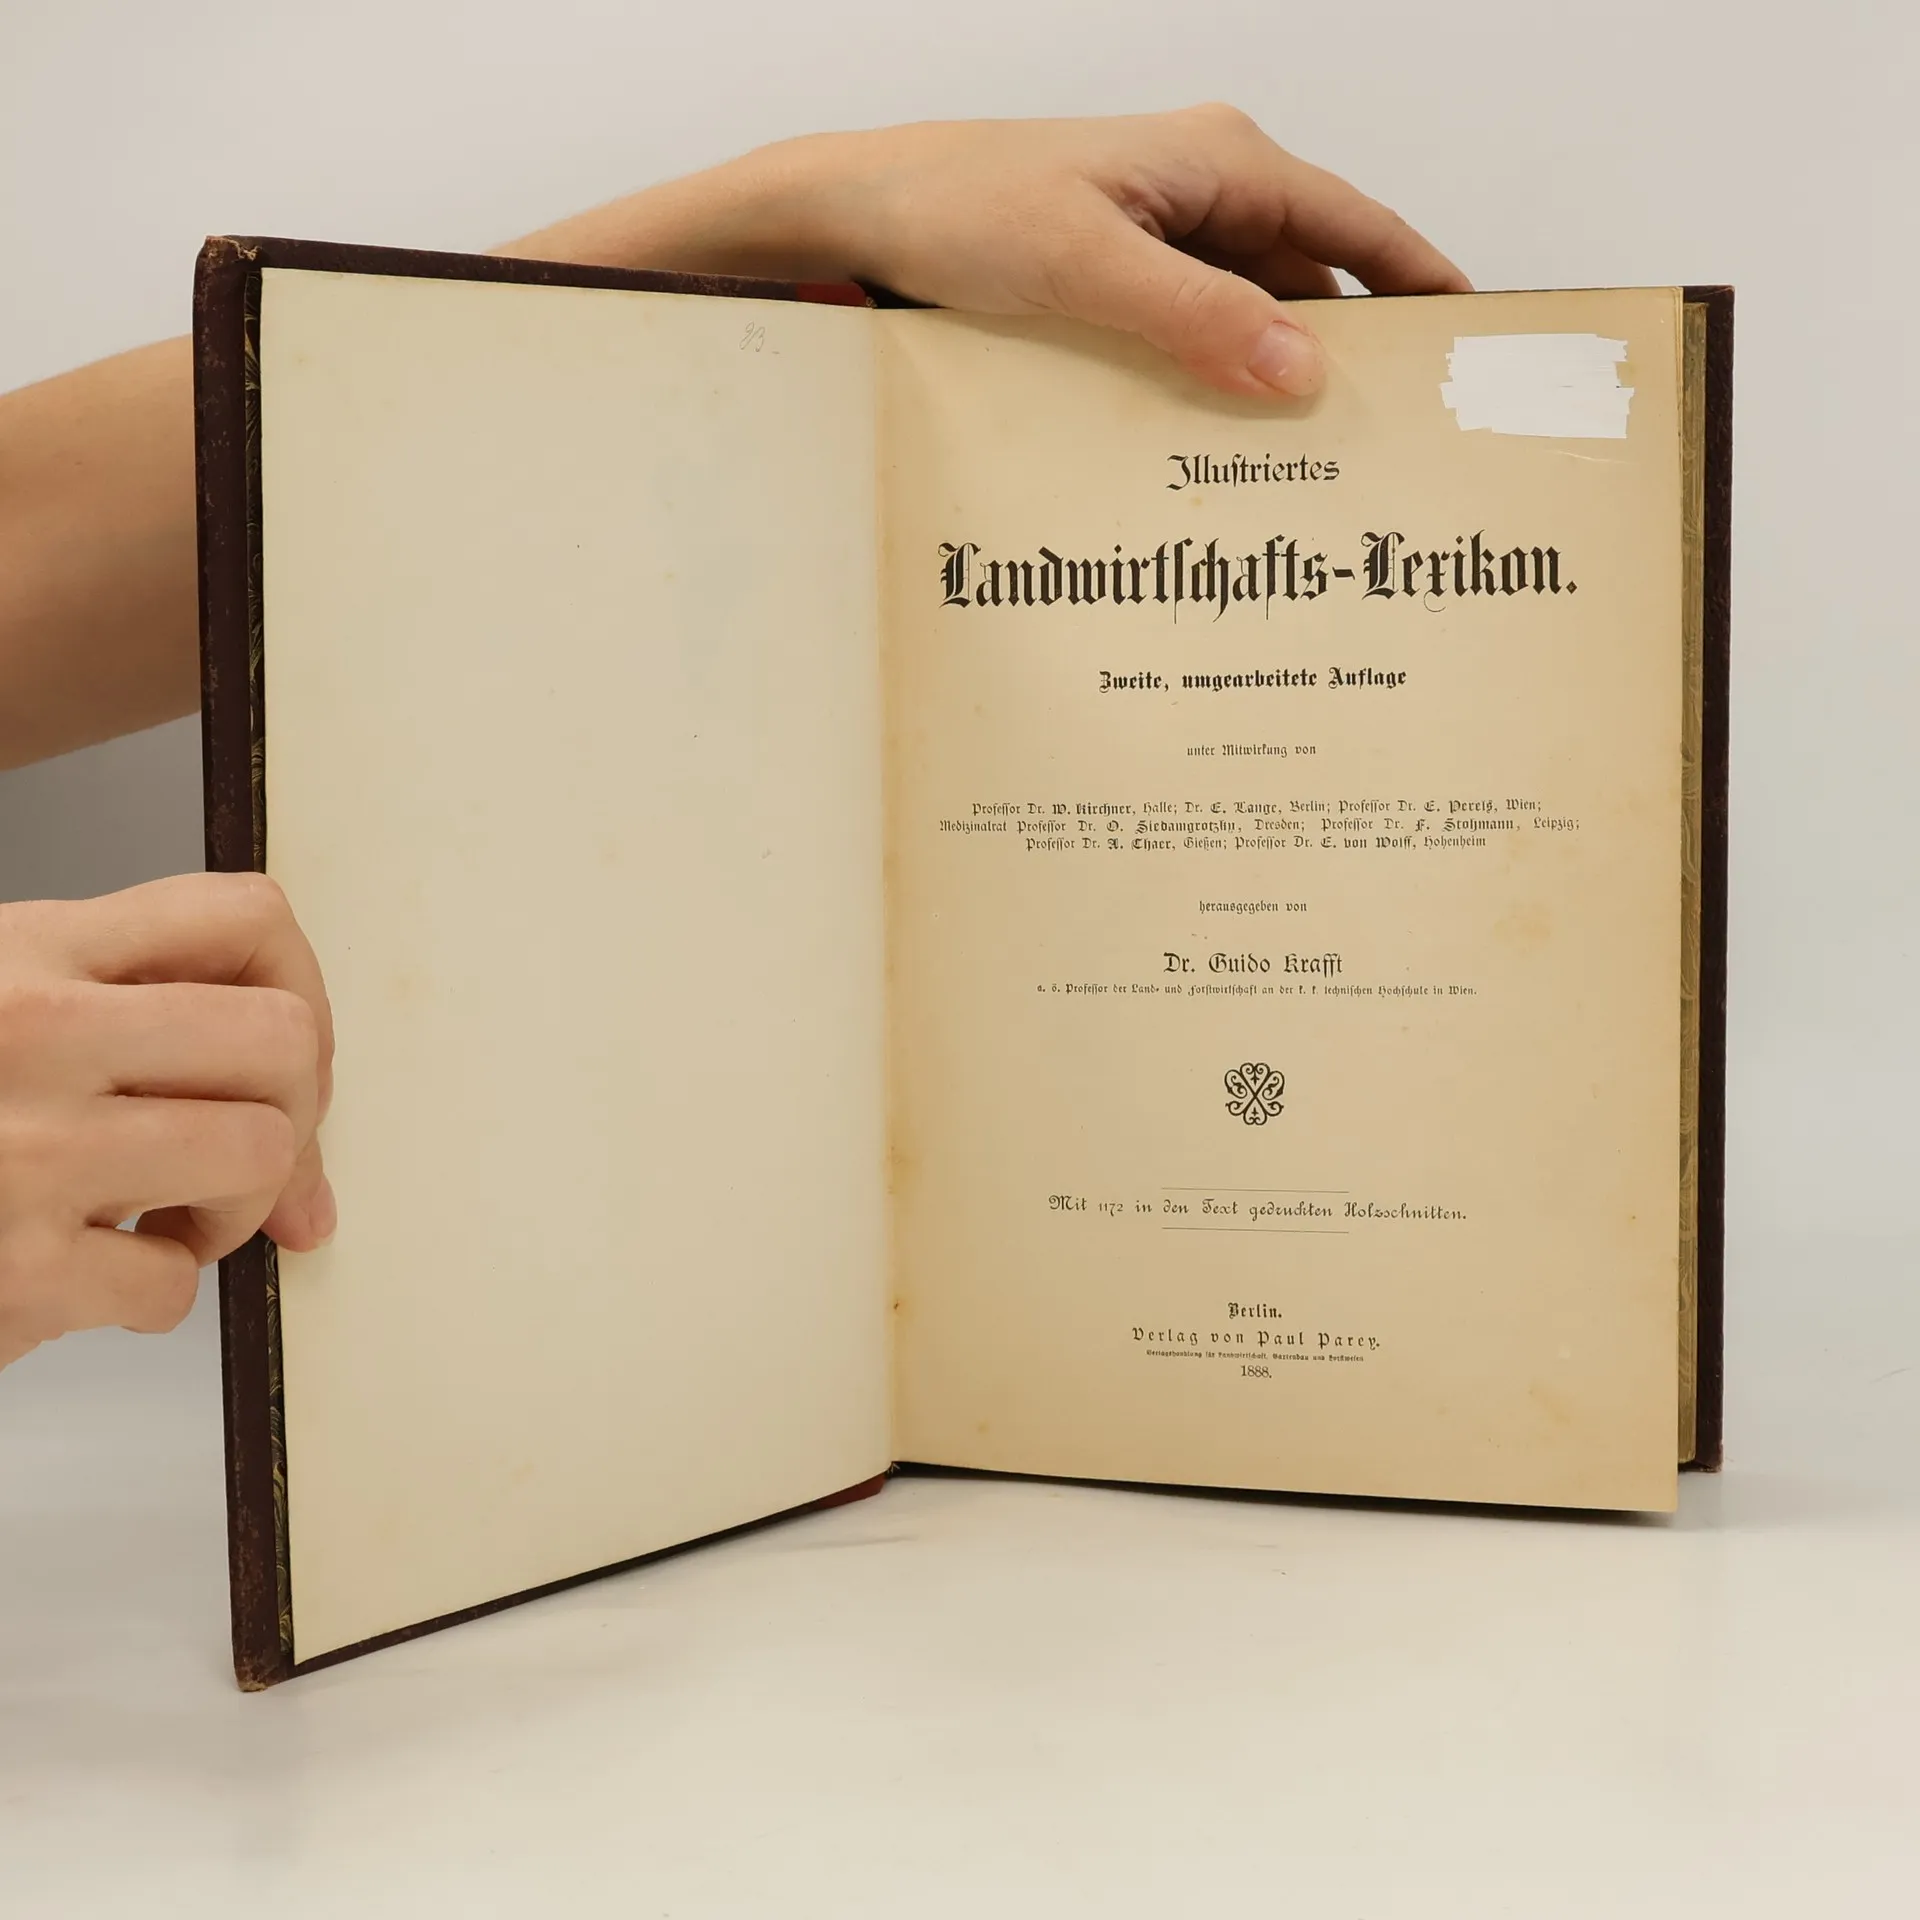 Illustriertes
Landwirtschafts-Lexikon.
Zweite, umgearbeitete Auflage
unter Mitwirkung von
Professor Dr. W. Kirchner, Halle; Dr. E. Lange, Berlin; Professor Dr. E. Perels, Wien;
Medizinalrat Professor Dr. O. Siedamgrotzky, Dresden; Professor Dr. F. Stohmann, Leipzig;
Professor Dr. A. Thaer, Gießen; Professor Dr. E. von Wolff, Hohenheim
herausgegeben von
Dr. Guido Krafft
a. ö. Professor der Land- und Forstwirtschaft an der k. k. technischen Hochschule in Wien.
Mit 1172 in den Text gedruckten Holzschnitten.
Berlin.
Verlag von Paul Parey.
Verlagshandlung für Landwirtschaft, Gartenbau und Forstwesen
1888.